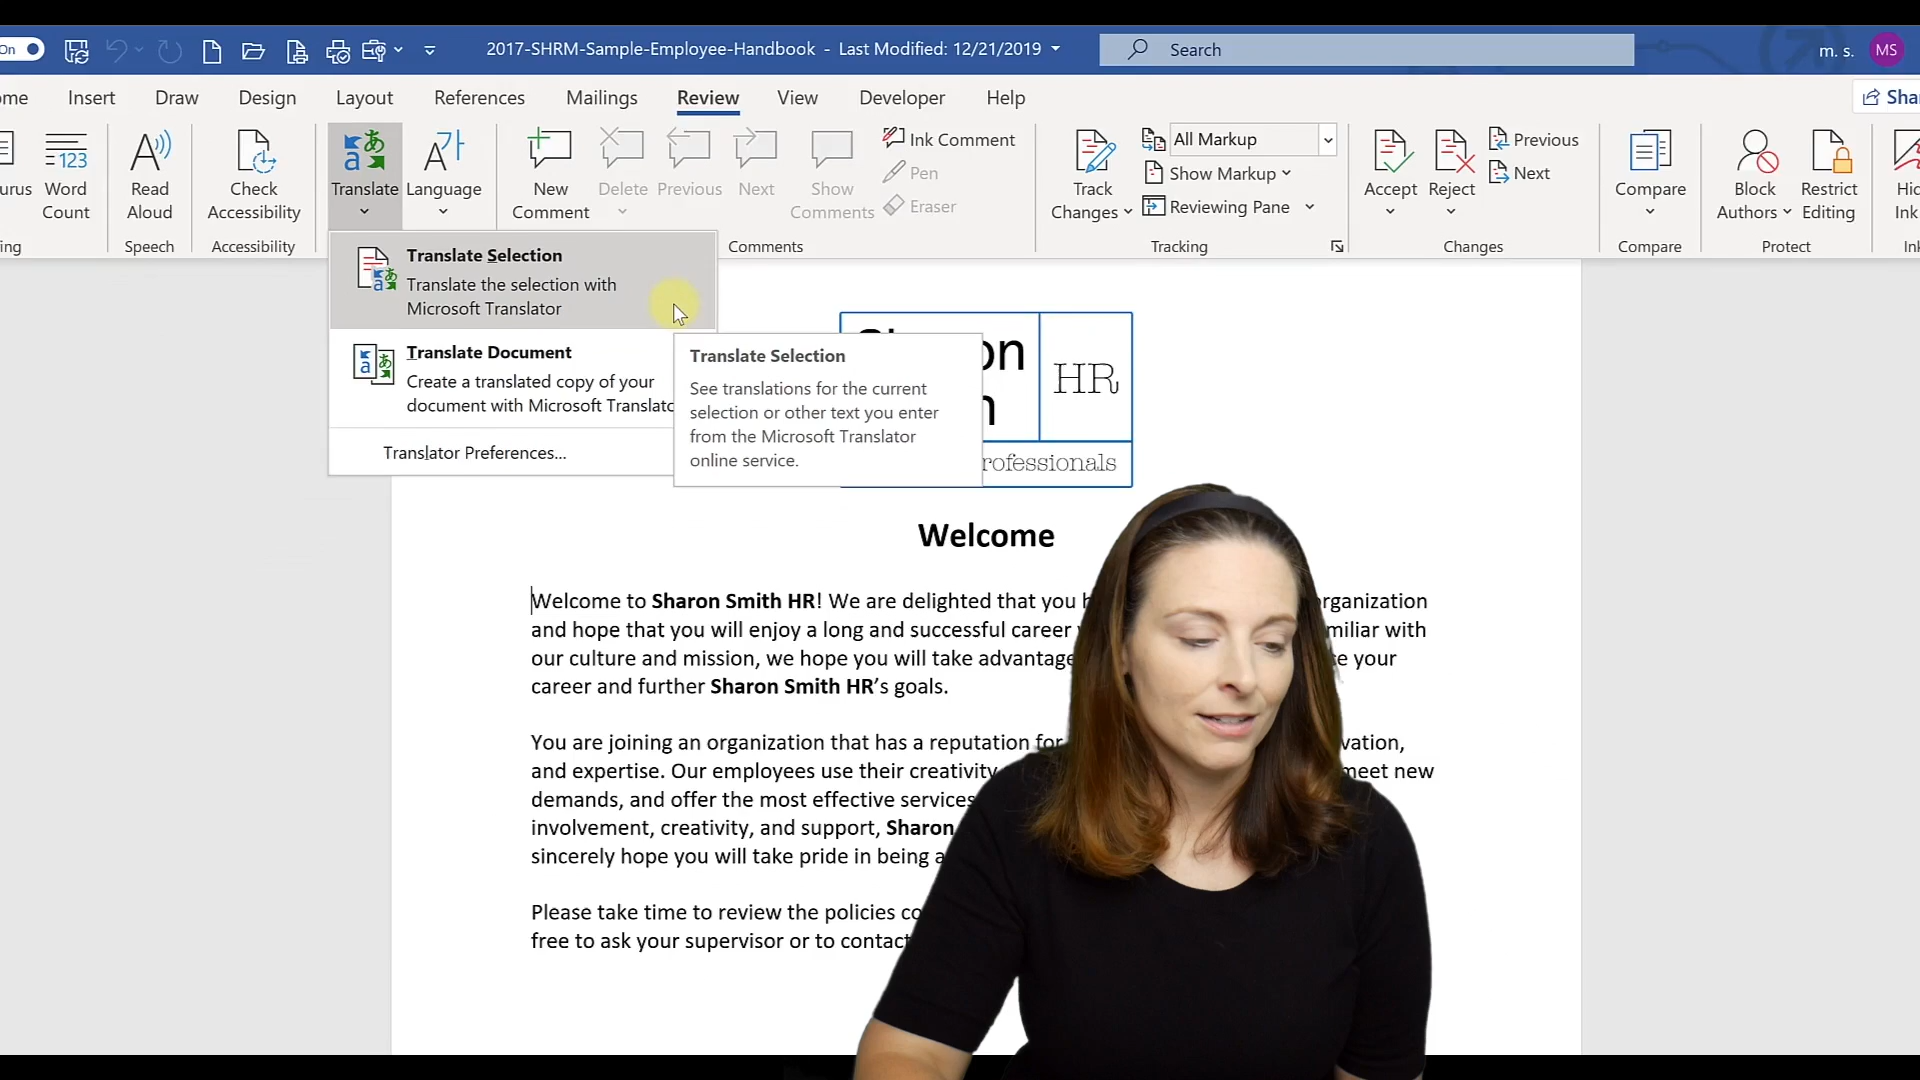 On
2017-SHRM-Sample-Employee-Handbook - Last Modified: 12/21/2019
Search
m. s.
MS
Insert
Draw
Design
Layout
References
Mailings
Review
View
Developer
Help
Word
Count
Read
Aloud
Speech
Check
Accessibility
Accessibility
Translate
Language
New
Comment
Delete
Previous
Next
Show
Comments
Ink Comment
Pen
Eraser
Comments
Track
Changes
All Markup
Show Markup
Reviewing Pane
Tracking
Accept
Reject
Previous
Next
Changes
Compare
Compare
Block
Authors
Restrict
Editing
Protect
Translate Selection
Translate the selection with
Microsoft Translator
Translate Document
Create a translated copy of your
document with Microsoft
Translator Preferences...
Translate Selection
See translations for the current
selection or other text you enter
from the Microsoft Translator
online service.
HR
rofessionals
Welcome
Welcome to Sharon Smith HR! We are delighted that you rganization
and hope that you will enjoy a long and successful career miliar with
our culture and mission, we hope you will take advantage e your
career and further Sharon Smith HR's goals.
You are joining an organization that has a reputation for vation,
and expertise. Our employees use their creativity meet new
demands, and offer the most effective services
involvement, creativity, and support, Sharon
sincerely hope you will take pride in being a
Please take time to review the policies co
free to ask your supervisor or to contact